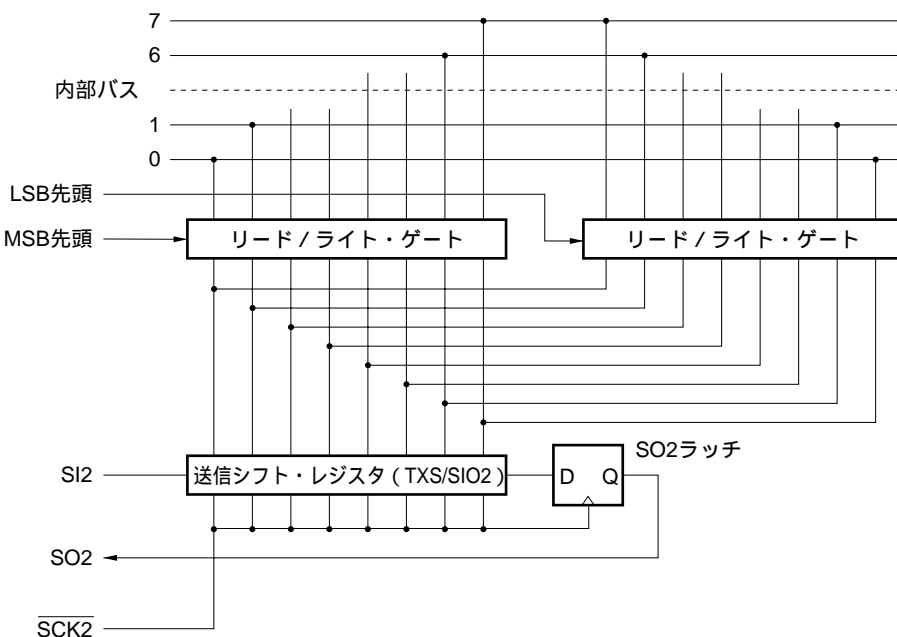 7
6
内部バス
1
0
LSB先頭
MSB先頭
リード／ライト・ゲート
リード／ライト・ゲート
SO2ラッチ
SI2
送信シフト・レジスタ（TXS/SIO2）
D Q
SO2
SCK2